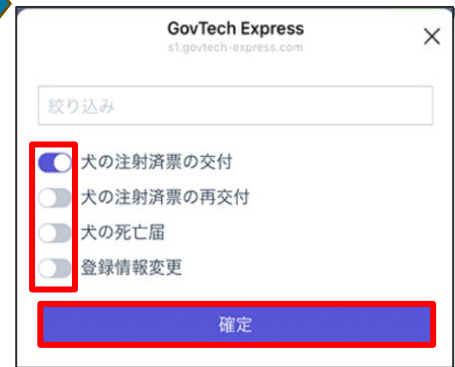 GovTech Express
s1.govtech-express.com
絞り込み
犬の注射済票の交付
犬の注射済票の再交付
犬の死亡届
登録情報変更
確定